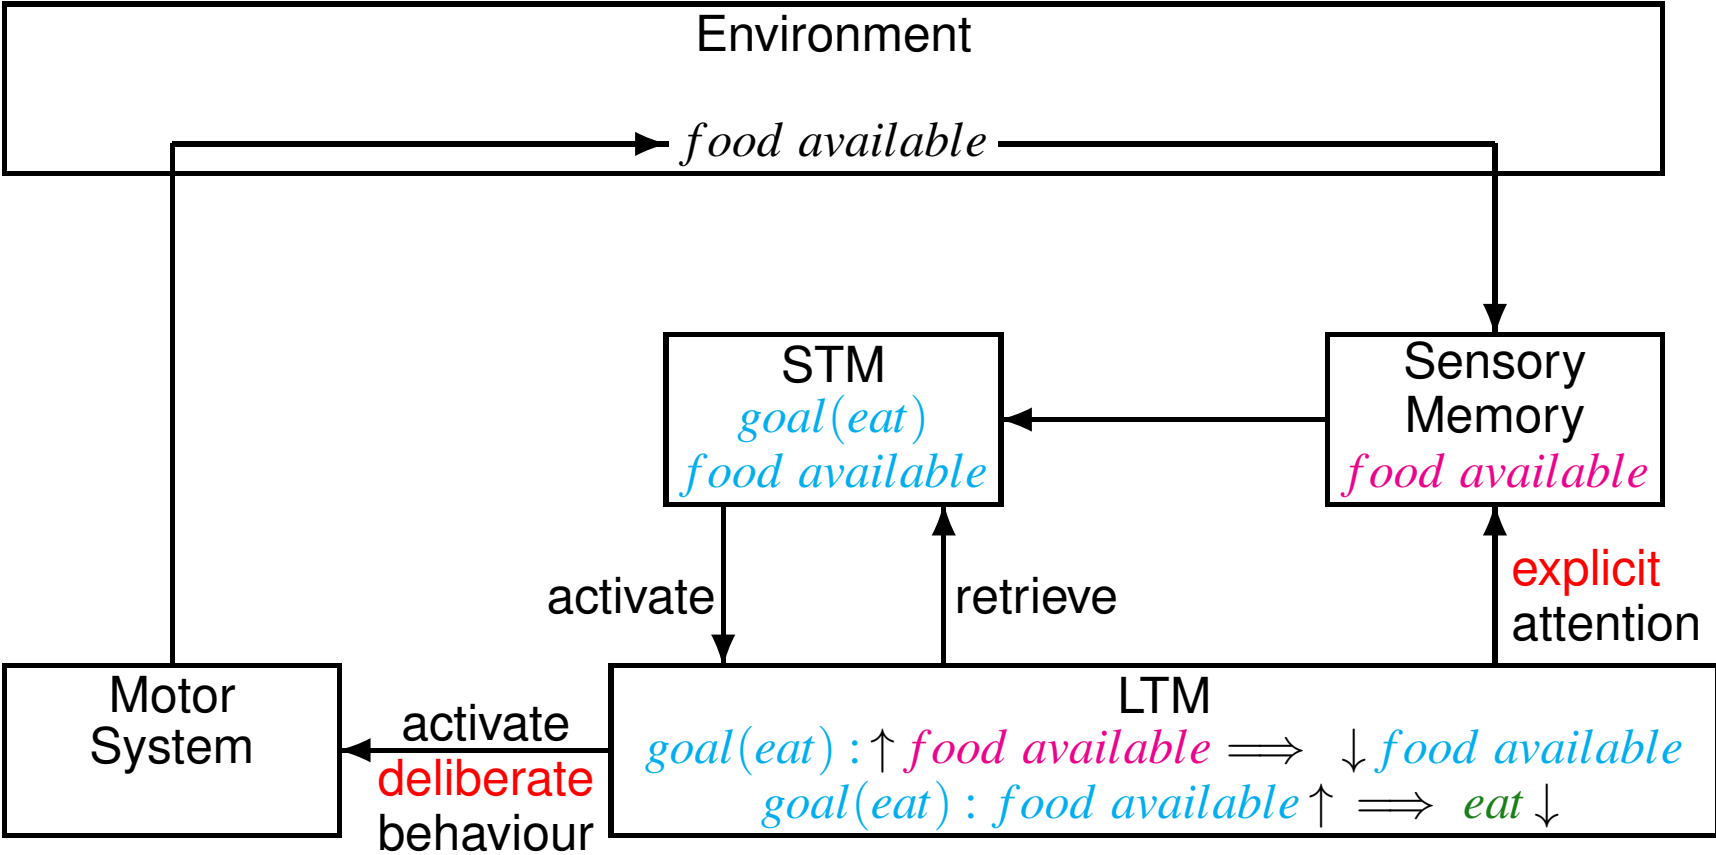 Environment
food available
STM
goal(eat)
food available
Sensory
Memory
food available
activate
retrieve
explicit
attention
Motor
System
activate
deliberate
behaviour
LTM
goal(eat) : ↑ food available ⟹ ↓ food available
goal(eat) : food available ↑ ⟹ eat ↓